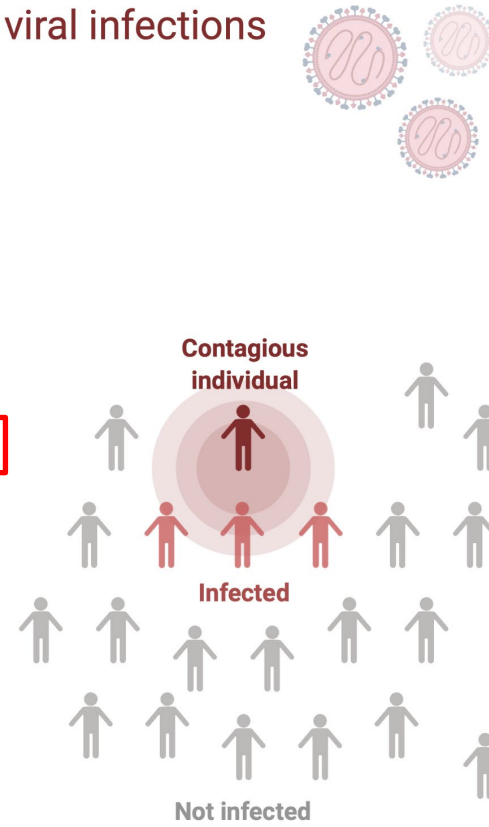 viral infections
Contagious
individual
Infected
Not infected